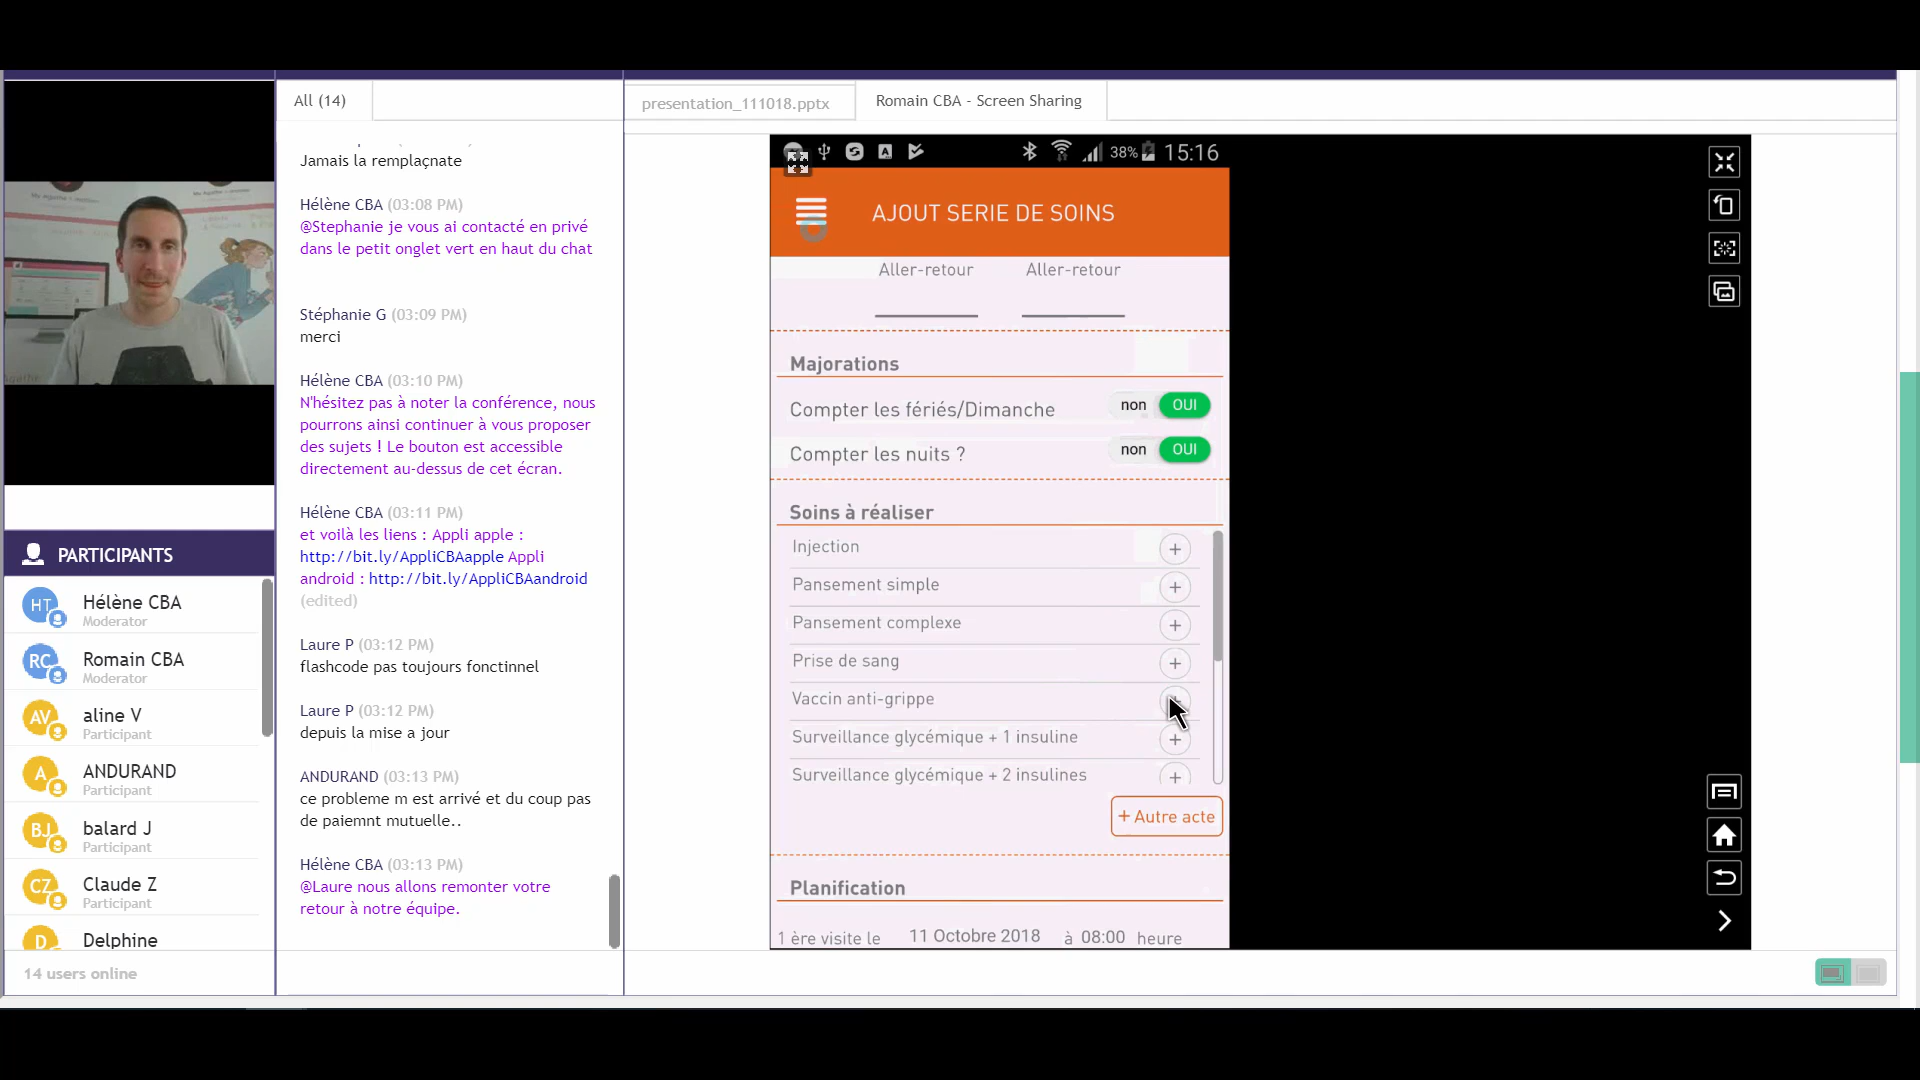 All (14)
Jamais la remplaçnate
Hélène CBA (03:08 PM)
@Stephanie je vous ai contacté en privé
dans le petit onglet vert en haut du chat
Stéphanie G (03:09 PM)
merci
Hélène CBA (03:10 PM)
N'hésitez pas à noter la conférence, nous
pourrons ainsi continuer à vous proposer
des sujets ! Le bouton est accessible
directement au-dessus de cet écran.
Hélène CBA (03:11 PM)
et voilà les liens : Appli apple :
http://bit.ly/AppliCBAapple Appli
android : http://bit.ly/AppliCBAandroid
(edited)
Laure P (03:12 PM)
flashcode pas toujours fonctinnel
Laure P (03:12 PM)
depuis la mise a jour
ANDURAND (03:13 PM)
ce probleme m est arrivé et du coup pas
de paiemnt mutuelle..
Hélène CBA (03:13 PM)
@Laure nous allons remonter votre
retour à notre équipe.
PARTICIPANTS
HT Hélène CBA
Moderator
RC Romain CBA
Moderator
AV aline V
Participant
A ANDURAND
Participant
BJ balard J
Participant
CZ Claude Z
Participant
D Delphine
14 users online
presentation_111018.pptx
Romain CBA - Screen Sharing
38% 15:16
AJOUT SERIE DE SOINS
Aller-retour Aller-retour
Majorations
Compter les fériés/Dimanche non OUI
Compter les nuits ? non OUI
Soins à réaliser
Injection +
Pansement simple +
Pansement complexe +
Prise de sang +
Vaccin anti-grippe
Surveillance glycémique + 1 insuline +
Surveillance glycémique + 2 insulines +
+ Autre acte
Planification
1 ère visite le 11 Octobre 2018 à 08:00 heure